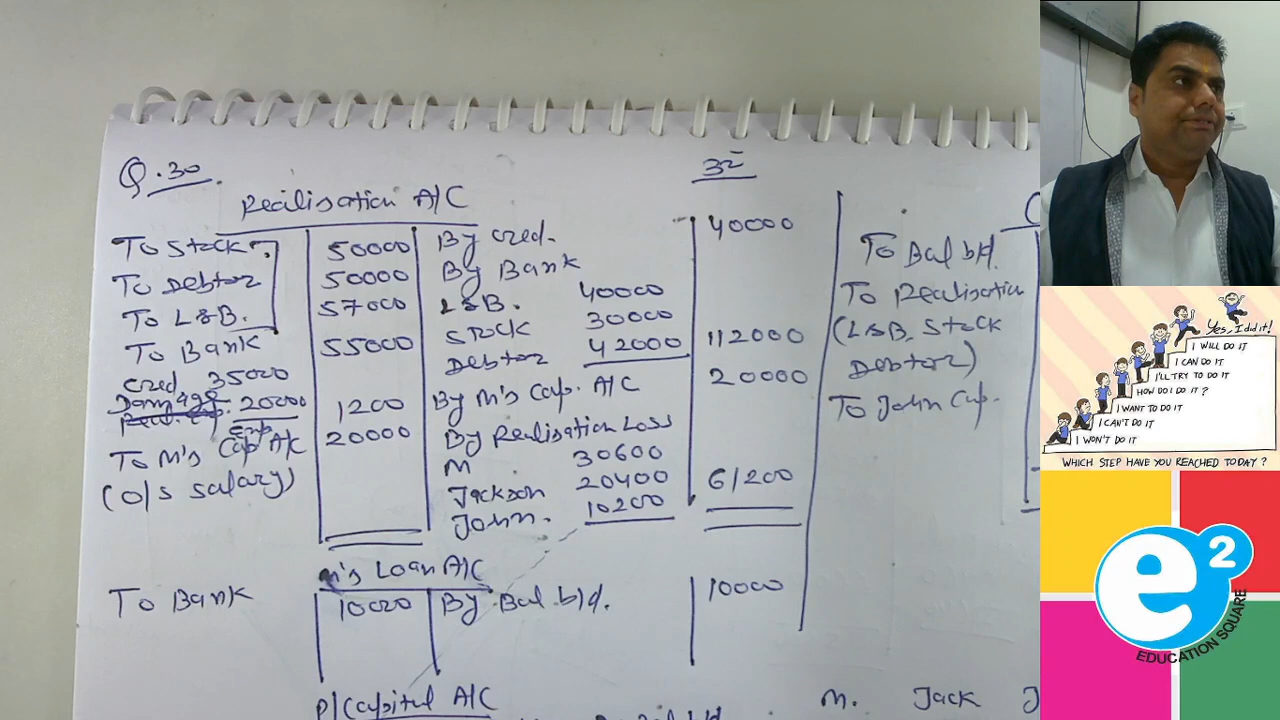 Q.30
32
Realisation A/C
To Stock 50000 By cred. 40000
To Debtor 50000 By Bank
To L&B. 57000 L&B. 40000
To Bank 55000 Stock 30000
cred. 35000 Debtor 42000 112000
Damage 20000 1200 By M's Cap. A/C 20000
Exp
To M's Cap A/C 20000 By Realisation Loss
(O/s salary) M 30600
Jackson 20400 61200
John. 10200
M's Loan A/C
To Bank 10000 By Bal. b/d. 10000
P/Capital A/C
M. Jack J
To Bal b/d.
To Realisation
(L&B, Stock
Debtor)
To John Cap.
Yes, I did it!
I WILL DO IT
I CAN DO IT
I'LL TRY TO DO IT
HOW DO I DO IT?
I WANT TO DO IT
I CAN'T DO IT
I WON'T DO IT
WHICH STEP HAVE YOU REACHED TODAY?
e2
EDUCATION SQUARE